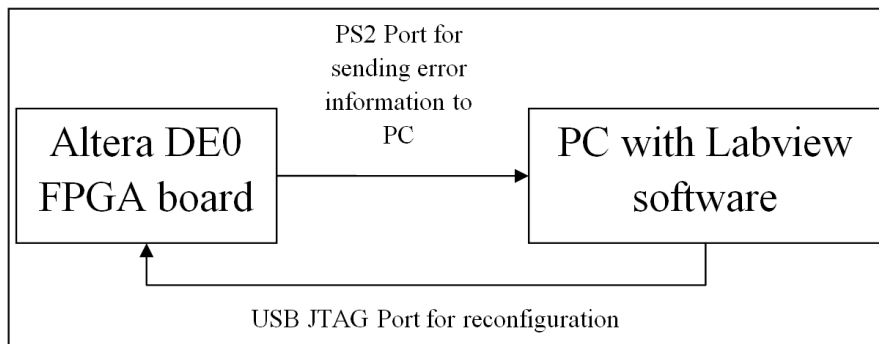 PS2 Port for
sending error
information to
PC
Altera DE0
FPGA board
PC with Labview
software
USB JTAG Port for reconfiguration